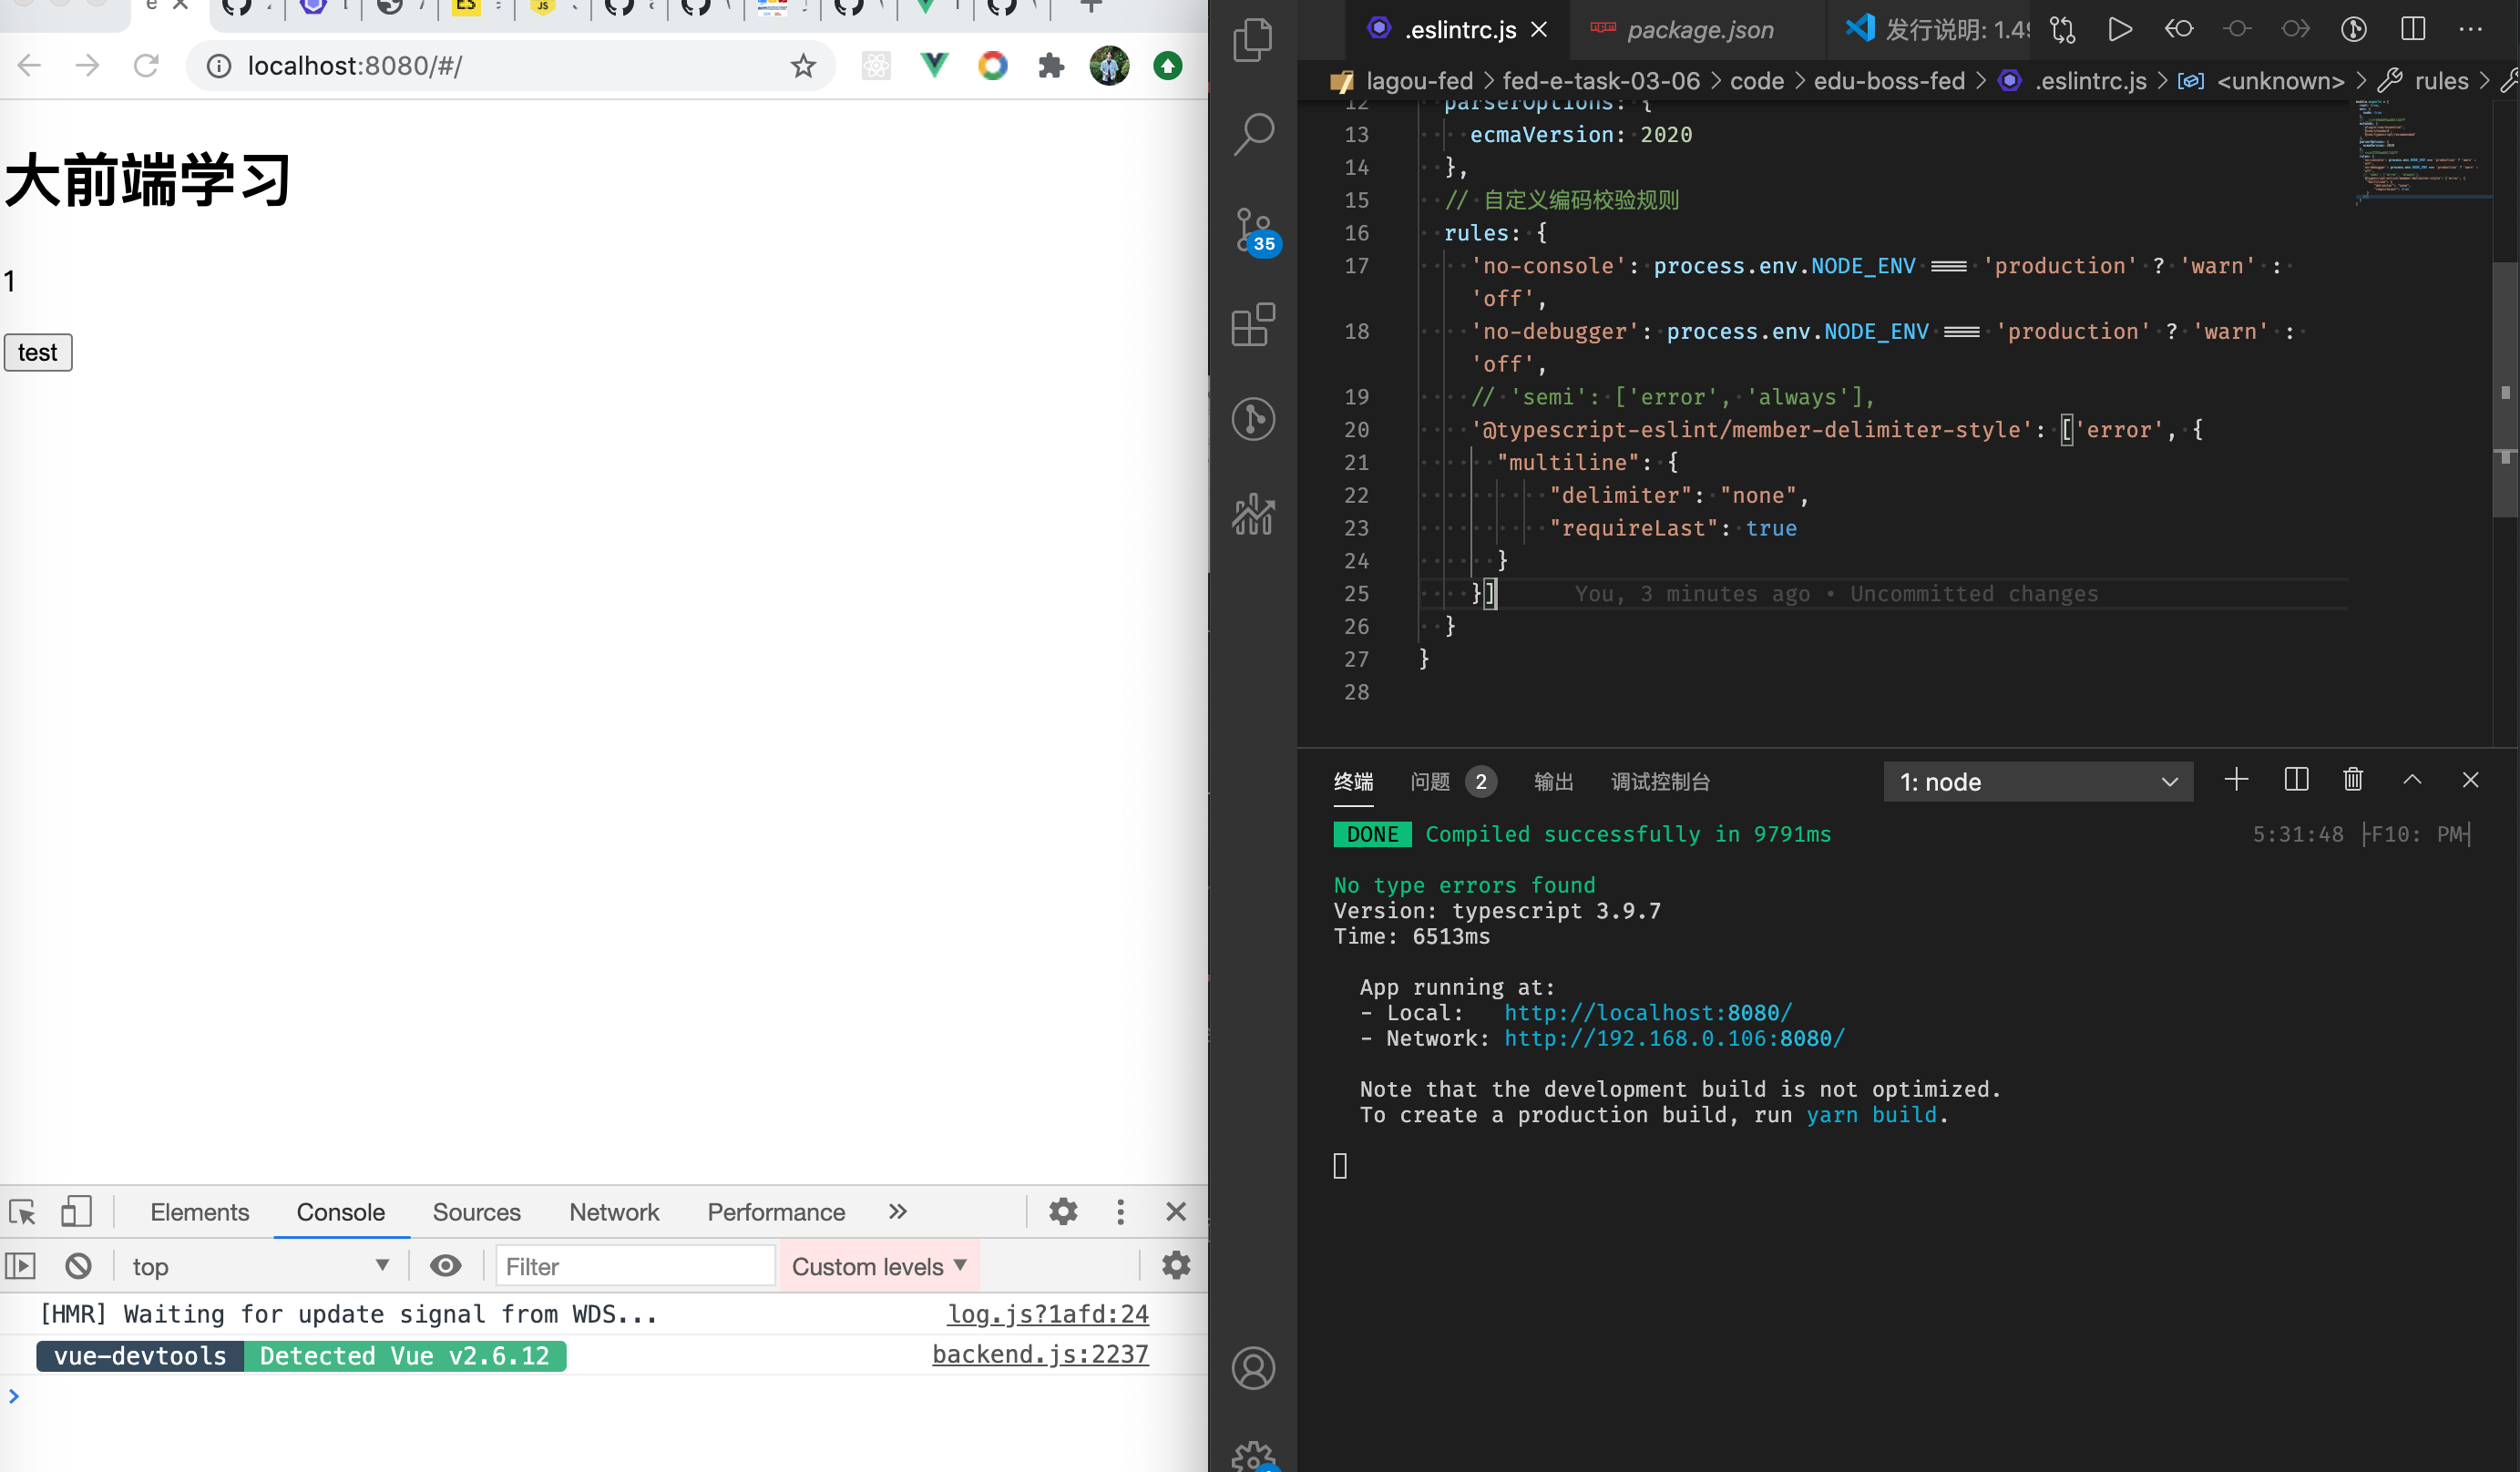 localhost:8080/#/
大前端学习
1
test
Elements Console Sources Network Performance
top Filter Custom levels
[HMR] Waiting for update signal from WDS... log.js?1afd:24
vue-devtools Detected Vue v2.6.12 backend.js:2237
.eslintrc.js package.json 发行说明: 1.49
lagou-fed > fed-e-task-03-06 > code > edu-boss-fed > .eslintrc.js > <unknown> > rules >
35
12 parserOptions: {
13 ecmaVersion: 2020
14 },
15 // 自定义编码校验规则
16 rules: {
17 'no-console': process.env.NODE_ENV === 'production' ? 'warn' :
'off',
18 'no-debugger': process.env.NODE_ENV === 'production' ? 'warn' :
'off',
19 // 'semi': ['error', 'always'],
20 '@typescript-eslint/member-delimiter-style': ['error', {
21 "multiline": {
22 "delimiter": "none",
23 "requireLast": true
24 }
25 }] You, 3 minutes ago • Uncommitted changes
26 }
27 }
28
终端 问题 2 输出 调试控制台 1: node
DONE Compiled successfully in 9791ms 5:31:48 ├F10: PM┤
No type errors found
Version: typescript 3.9.7
Time: 6513ms
App running at:
- Local: http://localhost:8080/
- Network: http://192.168.0.106:8080/
Note that the development build is not optimized.
To create a production build, run yarn build.